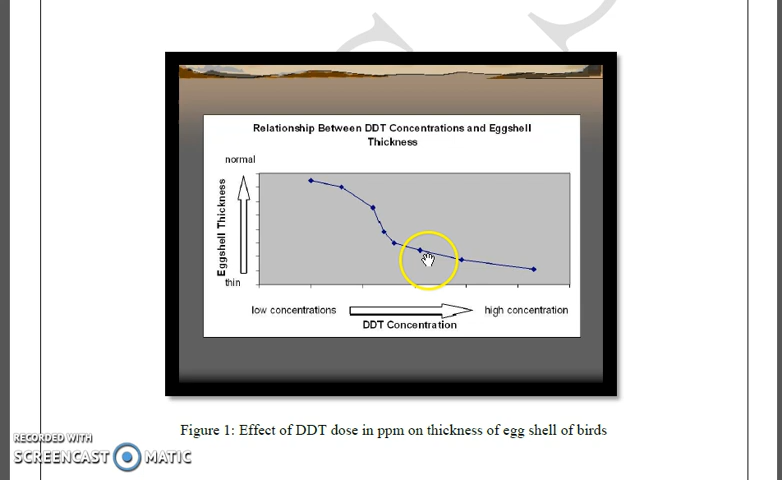 Relationship Between DDT Concentrations and Eggshell
Thickness
normal
Eggshell Thickness
thin
low concentrations
high concentration
DDT Concentration
Figure 1: Effect of DDT dose in ppm on thickness of egg shell of birds
RECORDED WITH
SCREENCAST MATIC